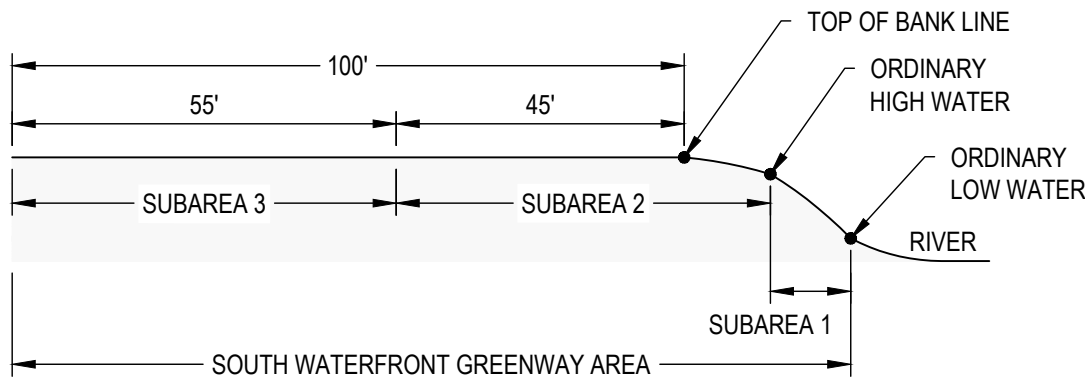 TOP OF BANK LINE
100'
ORDINARY
HIGH WATER
55'
45'
ORDINARY
LOW WATER
SUBAREA 3
SUBAREA 2
RIVER
SUBAREA 1
SOUTH WATERFRONT GREENWAY AREA